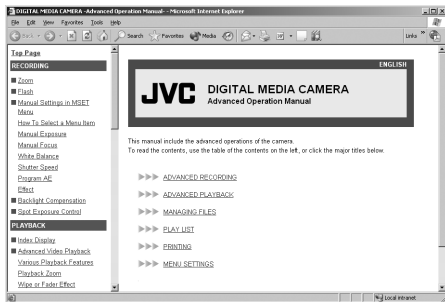 DIGITAL MEDIA CAMERA -Advanced Operation Manual- - Microsoft Internet Explorer
File Edit View Favorites Tools Help
Back Search Favorites Media Links
Top Page
RECORDING
Zoom
Flash
Manual Settings in MSET
Menu
How To Select a Menu Item
Manual Exposure
Manual Focus
White Balance
Shutter Speed
Program AE
Effect
Backlight Compensation
Spot Exposure Control
PLAYBACK
Index Display
Advanced Video Playback
Various Playback Features
Playback Zoom
Wipe or Fader Effect
ENGLISH
JVC DIGITAL MEDIA CAMERA
Advanced Operation Manual
This manual include the advanced operations of the camera.
To read the contents, use the table of the contents on the left, or click the major titles below.
ADVANCED RECORDING
ADVANCED PLAYBACK
MANAGING FILES
PLAY LIST
PRINTING
MENU SETTINGS
Local intranet